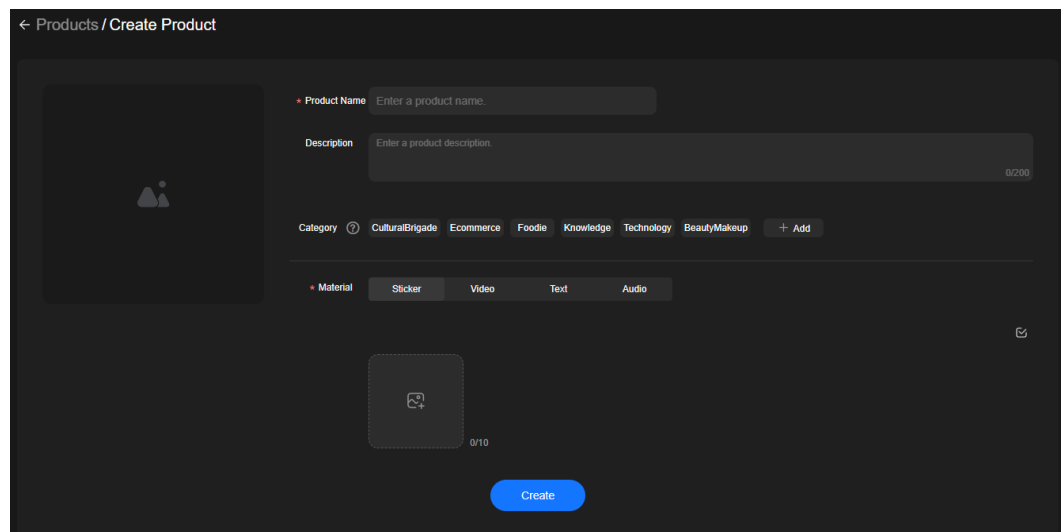 ← Products / Create Product
* Product Name Enter a product name.
Description Enter a product description.
0/200
Category ? CulturalBrigade Ecommerce Foodie Knowledge Technology BeautyMakeup + Add
* Material Sticker Video Text Audio
0/10
Create